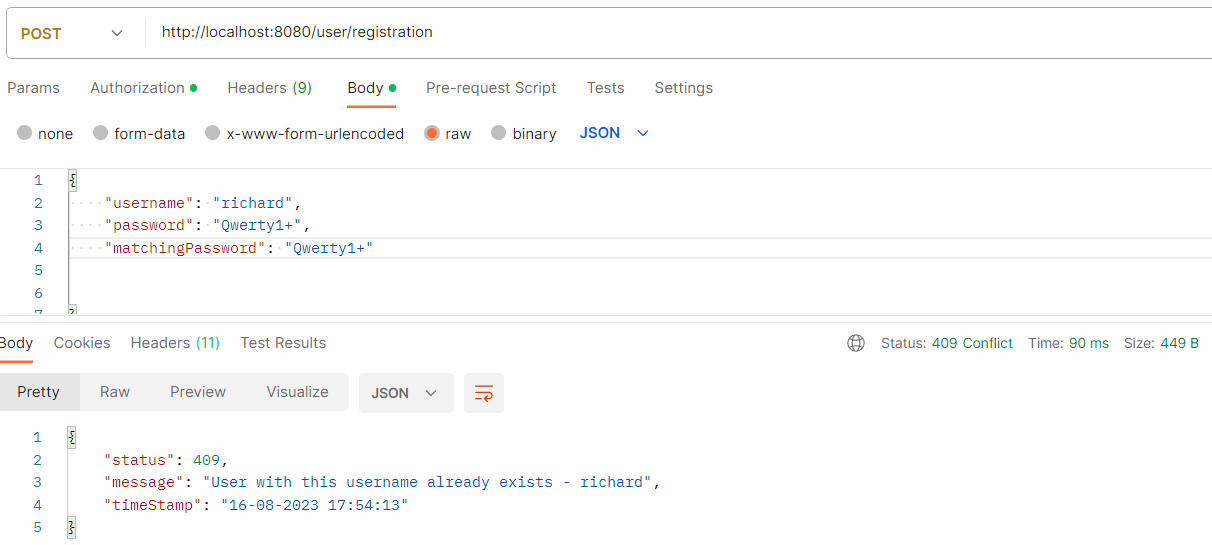 POST http://localhost:8080/user/registration
Params Authorization Headers (9) Body Pre-request Script Tests Settings
none form-data x-www-form-urlencoded raw binary JSON
1 {
2 "username": "richard",
3 "password": "Qwerty1+",
4 "matchingPassword": "Qwerty1+"
5
6
7 }
Body Cookies Headers (11) Test Results Status: 409 Conflict Time: 90 ms Size: 449 B
Pretty Raw Preview Visualize JSON
1 {
2 "status": 409,
3 "message": "User with this username already exists - richard",
4 "timeStamp": "16-08-2023 17:54:13"
5 }